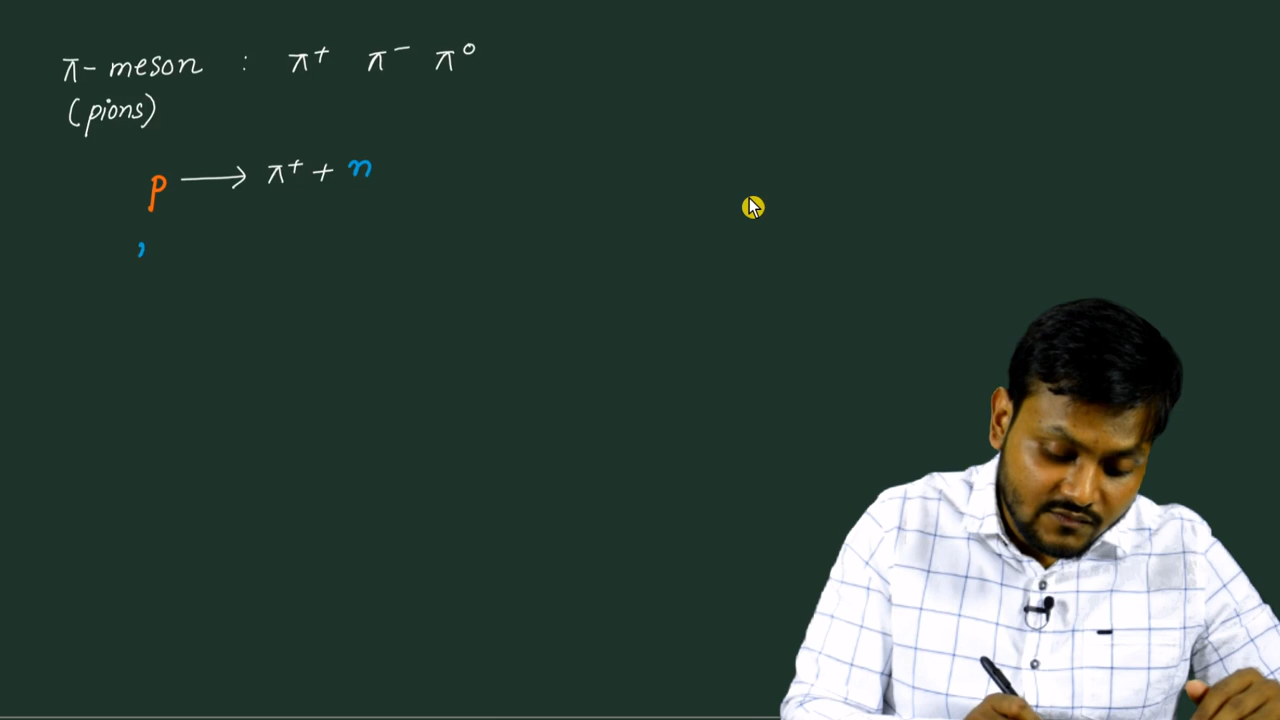 π- meson : π⁺ π⁻ π⁰
(pions)
p ⟶ π⁺ + n